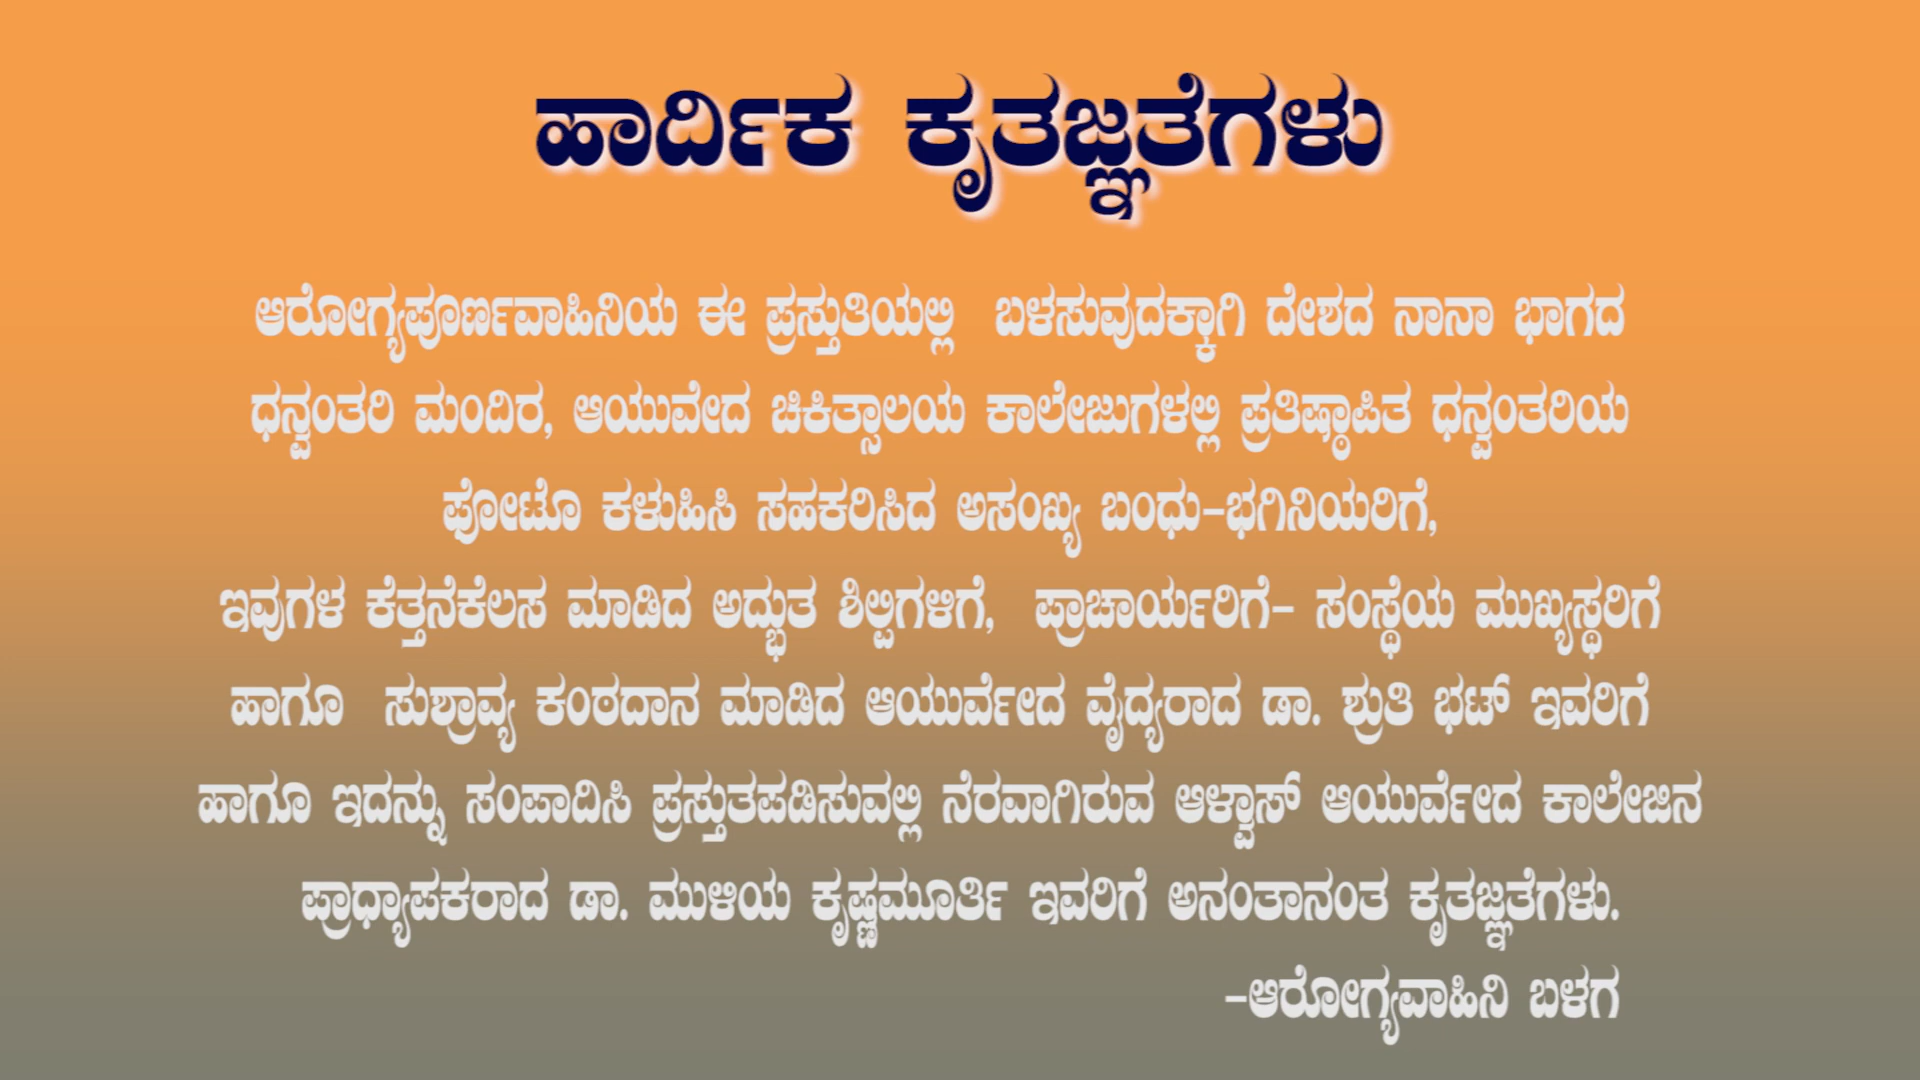 ಹಾರ್ದಿಕ ಕೃತಜ್ಞತೆಗಳು
ಆರೋಗ್ಯಪೂರ್ಣವಾಹಿನಿಯ ಈ ಪ್ರಸ್ತುತಿಯಲ್ಲಿ ಬಳಸುವುದಕ್ಕಾಗಿ ದೇಶದ ನಾನಾ ಭಾಗದ
ಧನ್ವಂತರಿ ಮಂದಿರ, ಆಯುವೇದ ಚಿಕಿತ್ಸಾಲಯ ಕಾಲೇಜುಗಳಲ್ಲಿ ಪ್ರತಿಷ್ಠಾಪಿತ ಧನ್ವಂತರಿಯ
ಫೋಟೊ ಕಳುಹಿಸಿ ಸಹಕರಿಸಿದ ಅಸಂಖ್ಯ ಬಂಧು-ಭಗಿನಿಯರಿಗೆ,
ಇವುಗಳ ಕೆತ್ತನೆಕೆಲಸ ಮಾಡಿದ ಅದ್ಭುತ ಶಿಲ್ಪಿಗಳಿಗೆ, ಪ್ರಾಚಾರ್ಯರಿಗೆ- ಸಂಸ್ಥೆಯ ಮುಖ್ಯಸ್ಥರಿಗೆ
ಹಾಗೂ ಸುಶ್ರಾವ್ಯ ಕಂಠದಾನ ಮಾಡಿದ ಆಯುರ್ವೇದ ವೈದ್ಯರಾದ ಡಾ. ಶ್ರುತಿ ಭಟ್ ಇವರಿಗೆ
ಹಾಗೂ ಇದನ್ನು ಸಂಪಾದಿಸಿ ಪ್ರಸ್ತುತಪಡಿಸುವಲ್ಲಿ ನೆರವಾಗಿರುವ ಆಳ್ವಾಸ್ ಆಯುರ್ವೇದ ಕಾಲೇಜಿನ
ಪ್ರಾಧ್ಯಾಪಕರಾದ ಡಾ. ಮುಳಿಯ ಕೃಷ್ಣಮೂರ್ತಿ ಇವರಿಗೆ ಅನಂತಾನಂತ ಕೃತಜ್ಞತೆಗಳು.
-ಆರೋಗ್ಯವಾಹಿನಿ ಬಳಗ